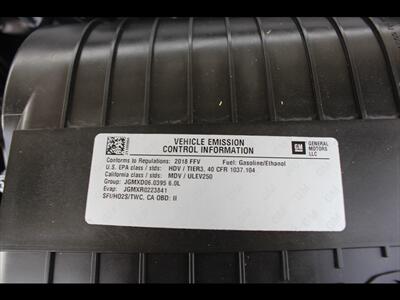 VEHICLE EMISSION
CONTROL INFORMATION
GM
GENERAL
MOTORS
LLC
Conforms to Regulations: 2018 FFV Fuel: Gasoline/Ethanol
U.S. EPA class / stds: HDV / TIER3, 40 CFR 1037.104
California class / stds: MDV / ULEV250
Group: JGMXD06.0395 6.0L
Evap: JGMXR0223841
SFI/HO2S/TWC, CA OBD: II